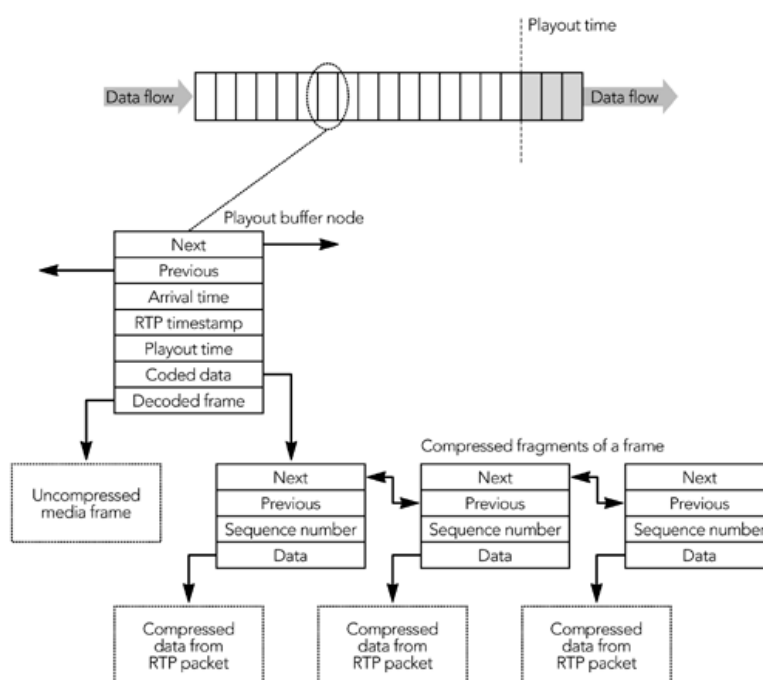 Playout time
Data flow
Data flow
Playout buffer node
Next
Previous
Arrival time
RTP timestamp
Playout time
Coded data
Decoded frame
Uncompressed
media frame
Compressed fragments of a frame
Next
Previous
Sequence number
Data
Next
Previous
Sequence number
Data
Next
Previous
Sequence number
Data
Compressed
data from
RTP packet
Compressed
data from
RTP packet
Compressed
data from
RTP packet